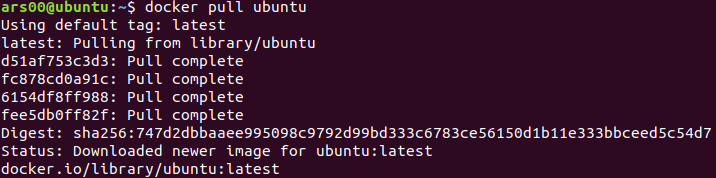 ars00@ubuntu:~$ docker pull ubuntu
Using default tag: latest
latest: Pulling from library/ubuntu
d51af753c3d3: Pull complete
fc878cd0a91c: Pull complete
6154df8ff988: Pull complete
fee5db0ff82f: Pull complete
Digest: sha256:747d2dbbaaee995098c9792d99bd333c6783ce56150d1b11e333bbceed5c54d7
Status: Downloaded newer image for ubuntu:latest
docker.io/library/ubuntu:latest